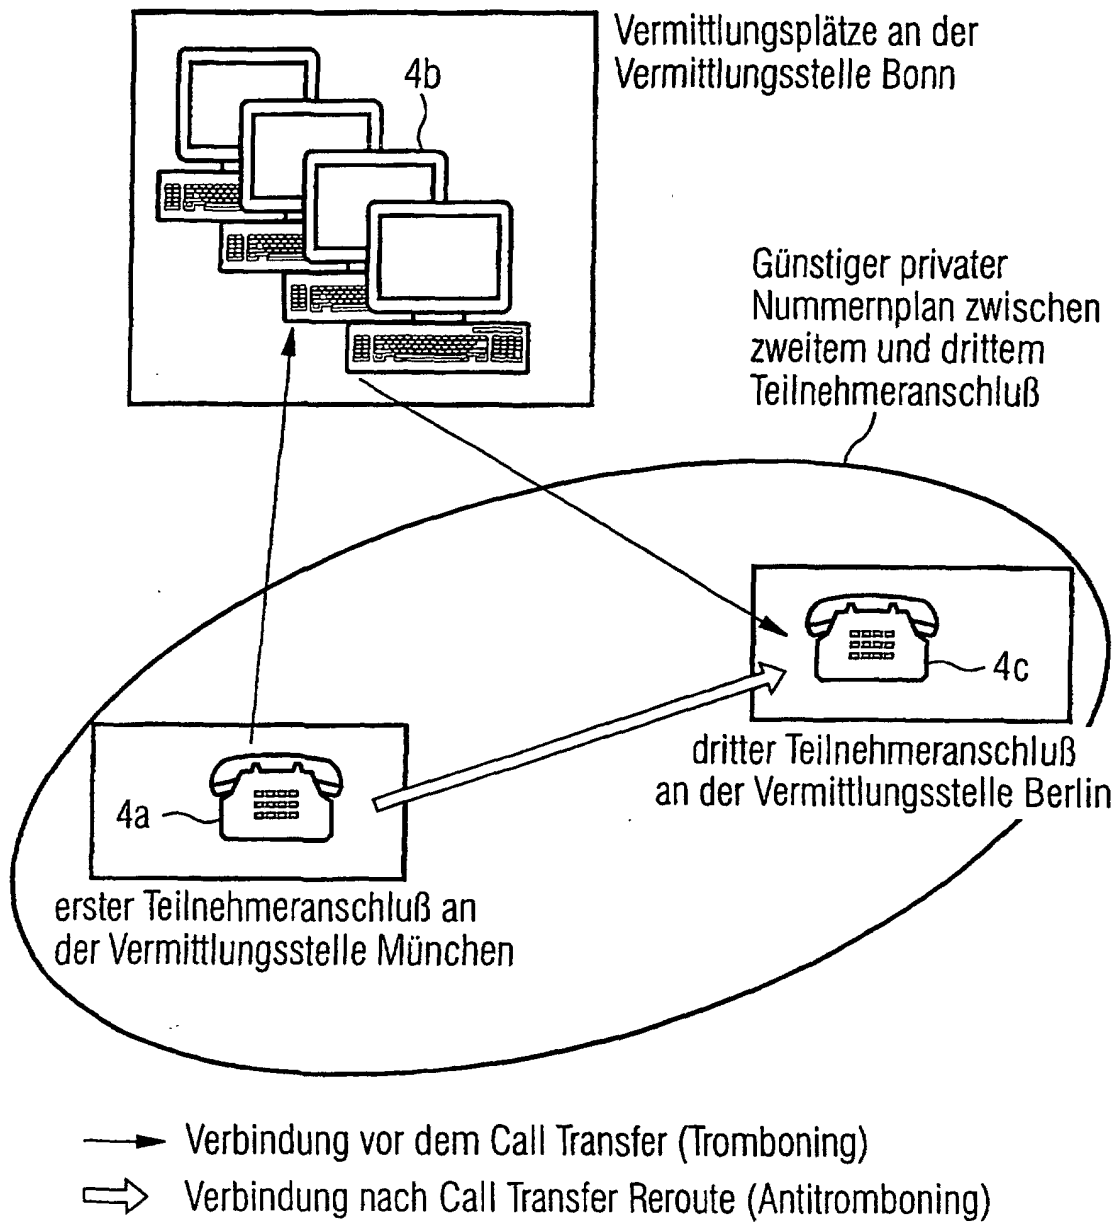 Vermittlungsplätze an der
Vermittlungsstelle Bonn
4b
Günstiger privater
Nummernplan zwischen
zweitem und drittem
Teilnehmeranschluß
4c
dritter Teilnehmeranschluß
an der Vermittlungsstelle Berlin
4a
erster Teilnehmeranschluß an
der Vermittlungsstelle München
Verbindung vor dem Call Transfer (Tromboning)
Verbindung nach Call Transfer Reroute (Antitromboning)